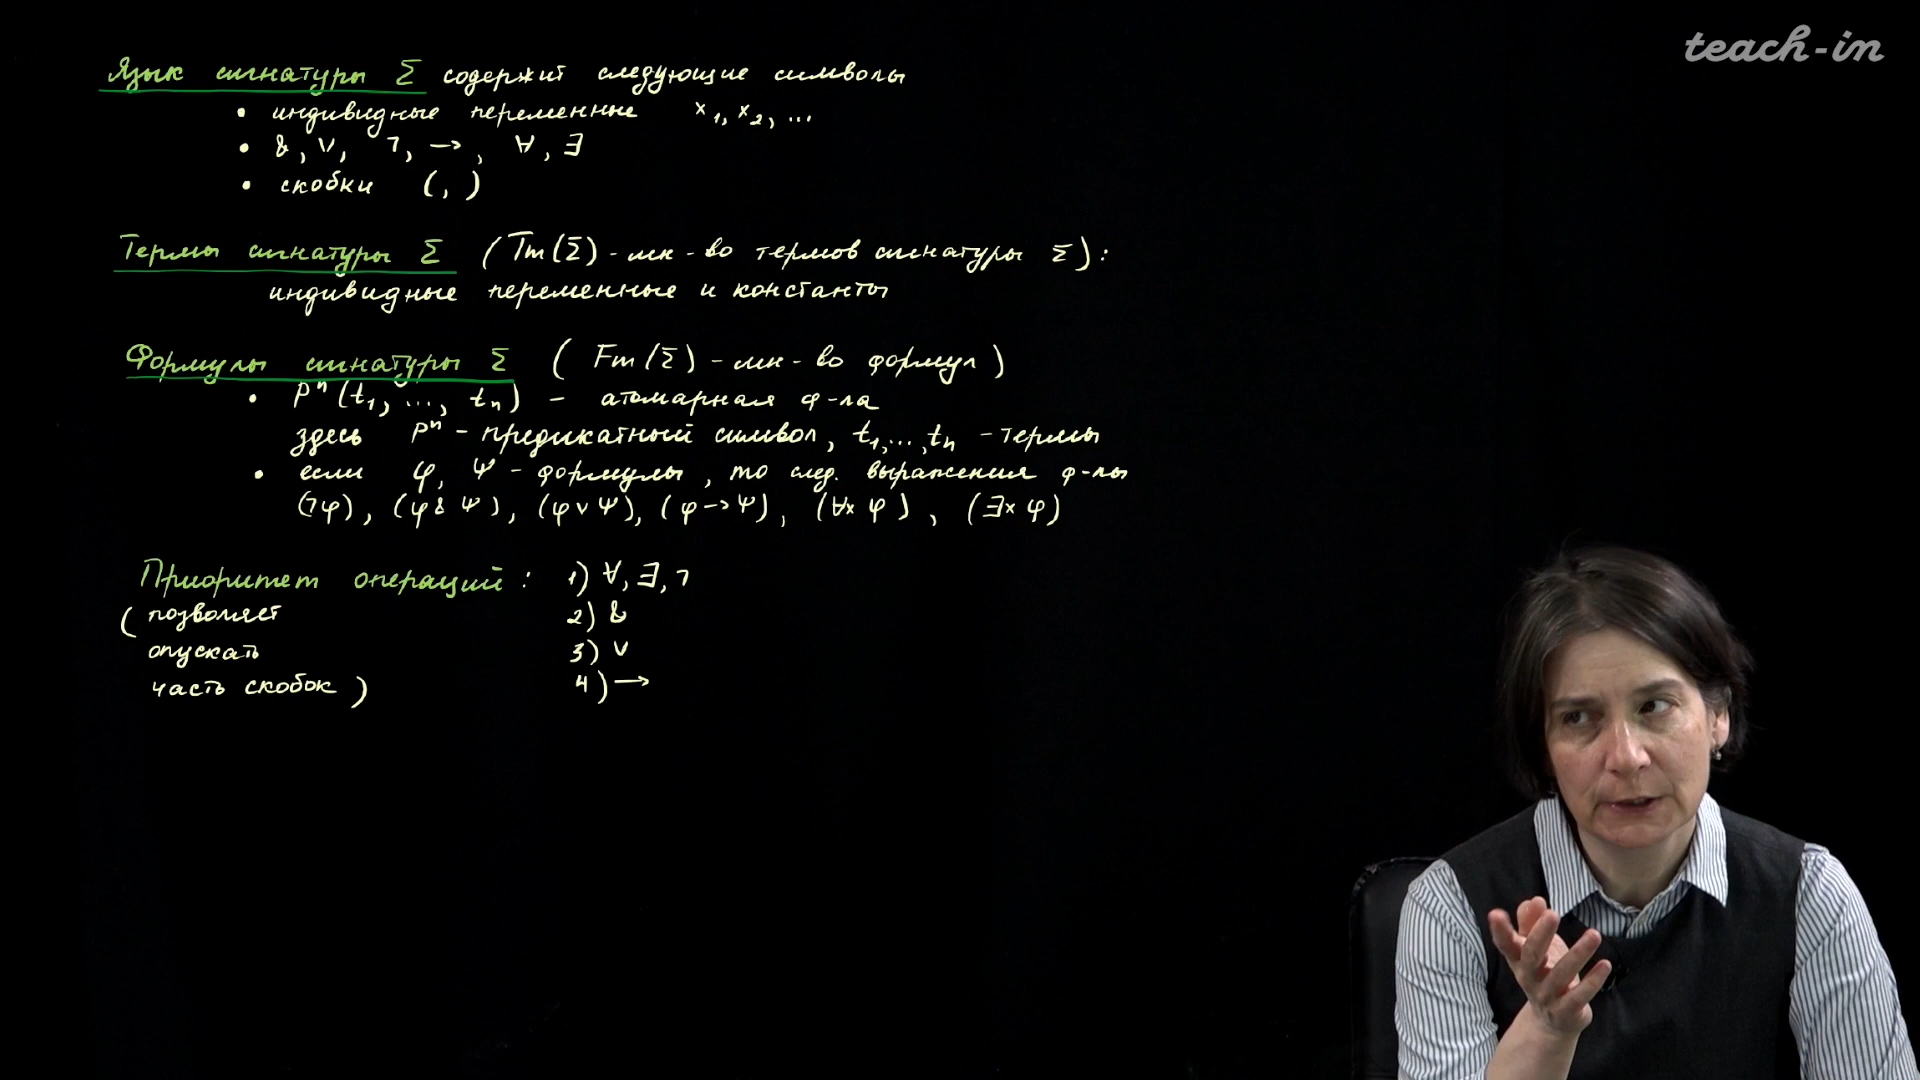 teach-in
Язык сигнатуры Σ содержит следующие символы
• индивидные переменные x₁, x₂, ...
• &, ∨, ¬, →, ∀, ∃
• скобки (, )
Термы сигнатуры Σ (Tm(Σ) - мн-во термов сигнатуры Σ):
индивидные переменные и константы
Формулы сигнатуры Σ (Fm(Σ) - мн-во формул)
• Pⁿ(t₁, ..., tₙ) - атомарная ф-ла
здесь Pⁿ - предикатный символ, t₁,...,tₙ - термы
• если φ, ψ - формулы, то след. выражения ф-лы
(¬φ), (φ & ψ), (φ ∨ ψ), (φ → ψ), (∀x φ), (∃x φ)
Приоритет операций: 1) ∀, ∃, ¬
(позволяет 2) &
опускать 3) ∨
часть скобок) 4) →